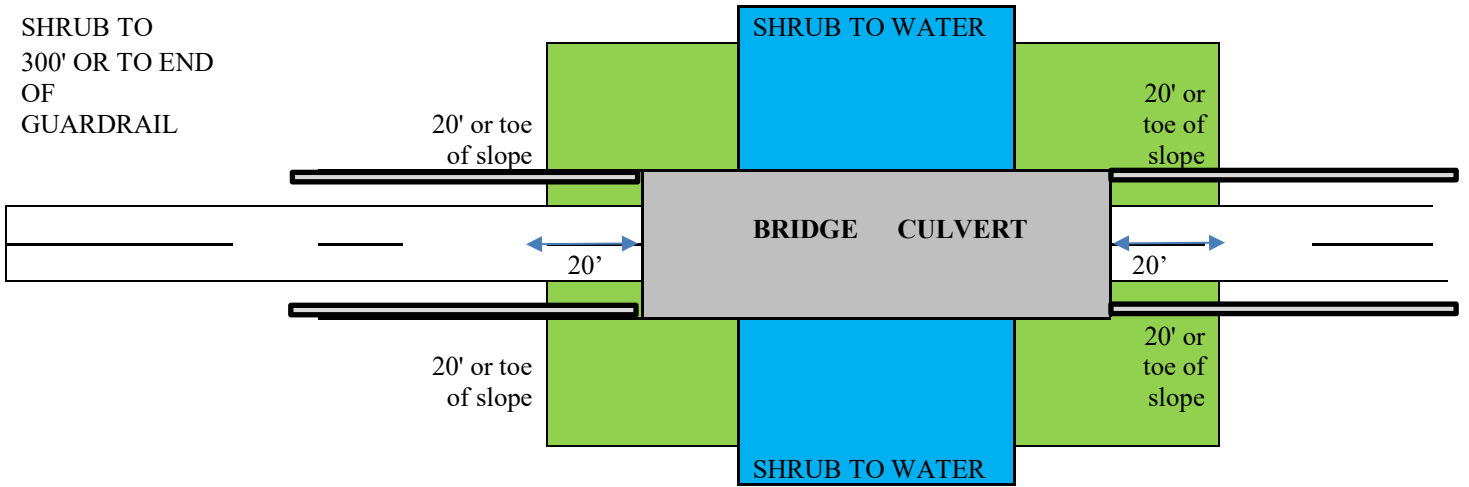 SHRUB TO
300' OR TO END
OF
GUARDRAIL
SHRUB TO WATER
20' or toe
of slope
20' or
toe of
slope
BRIDGE CULVERT
20’
20’
20' or toe
of slope
20' or
toe of
slope
SHRUB TO WATER